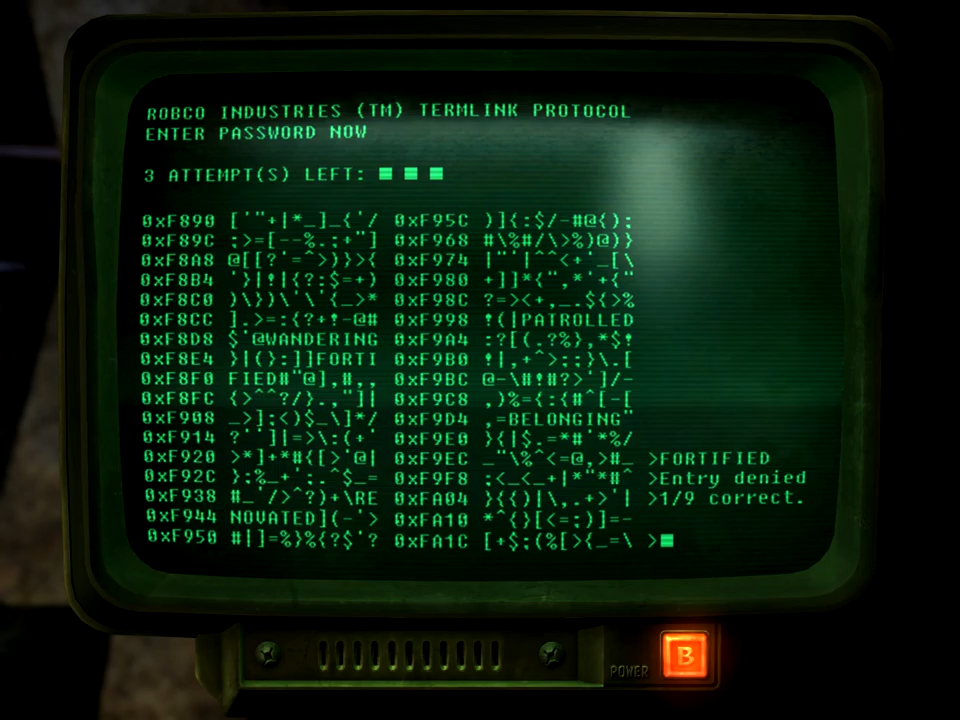 ROBCO INDUSTRIES (TM) TERMLINK PROTOCOL
ENTER PASSWORD NOW
3 ATTEMPT(S) LEFT: ■ ■ ■
0xF890 ['"+|*_]_{'/ 0xF95C )]{:$/-#@{);
0xF89C ;>=[--%.;+"] 0xF968 #\%#/\>%)@)}
0xF8A8 @[[?'=^>)}>{ 0xF974 |"'|^^<+'_[\
0xF8B4 '}|!|{?;$=+) 0xF980 +]]*{",*'+{"
0xF8C0 )\})\'\'{_>* 0xF98C ?=><+,_.${>%
0xF8CC ].>=:{?+!-@# 0xF998 !(|PATROLLED
0xF8D8 $'@WANDERING 0xF9A4 :?[(.?%},*$!
0xF8E4 }|(}:]]FORTI 0xF9B0 !|,+^>;;}\.[
0xF8F0 FIED#"@],#,, 0xF9BC @-\#!#?>']/-
0xF8FC {>^^?/}.,"]| 0xF9C8 ,)%={:{#^[-[
0xF908 _>];<)$_\]*/ 0xF9D4 ,=BELONGING"
0xF914 ?'']|=>\:(+' 0xF9E0 }{|$.=*#'*%/
0xF920 >*]+*#{[>'@| 0xF9EC _"\%^<=@,>#_ >FORTIFIED
0xF92C };%_+';.^$_= 0xF9F8 :<_<_+|*"*#^ >Entry denied
0xF938 #_'/>^?)+\RE 0xFA04 }{{)|\,.+>'| >1/9 correct.
0xF944 NOVATED](-'> 0xFA10 *^{}[<=;)]=-
0xF950 #|]=%}%{?$'? 0xFA1C [+$;(%[>{_=\ >■
POWER
B